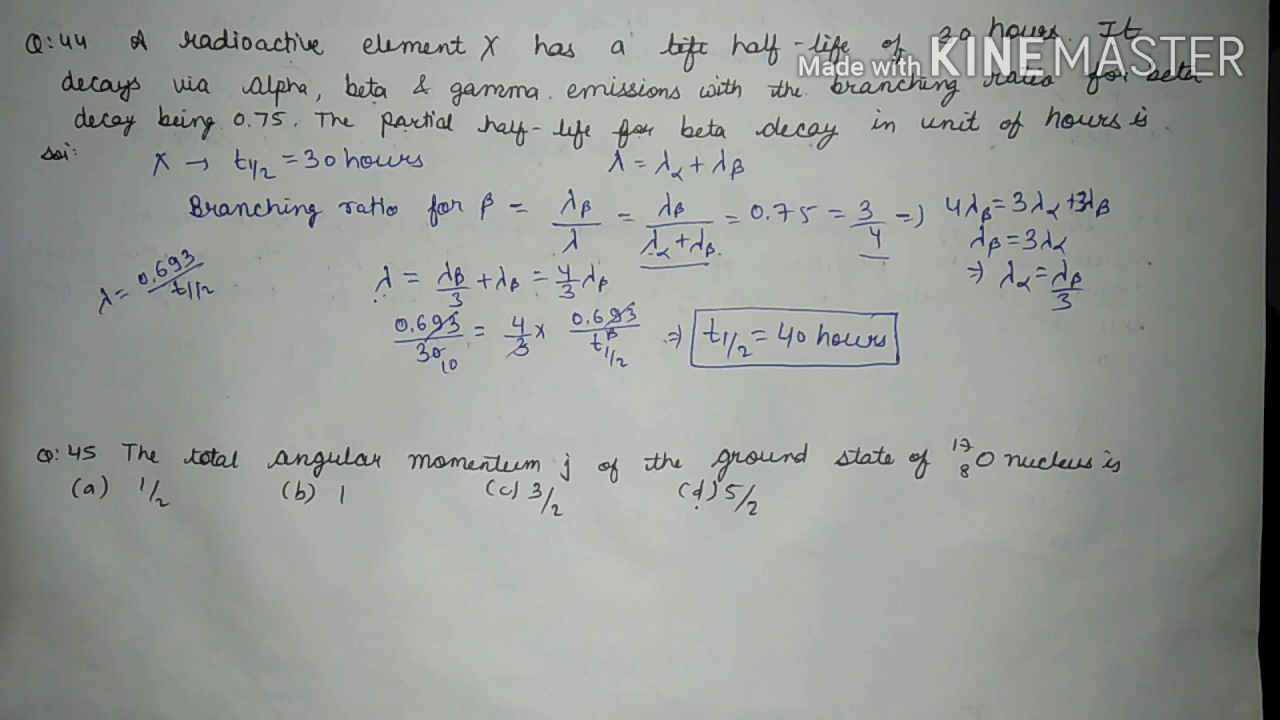 Q:44 A radioactive element X has a half-life of 30 hours. It
Made with KINEMASTER
decays via alpha, beta & gamma emissions with the branching ratio for beta
decay being 0.75. The partial half-life for beta decay in unit of hours is
Sol: X → t1/2 = 30 hours λ = λα + λβ
Branching ratio for β = λβ/λ = λβ/(λα+λβ) = 0.75 = 3/4 ⇒ 4λβ = 3λα + 3λβ
λβ = 3λα
λ = 0.693/t1/2 λ = λβ/3 + λβ = 4/3 λβ ⇒ λα = λβ/3
0.693/30 10 = 4/3 × 0.693/t^β1/2 ⇒ t1/2 = 40 hours
Q:45 The total angular momentum j of the ground state of 17 8 O nucleus is
(a) 1/2 (b) 1 (c) 3/2 (d) 5/2